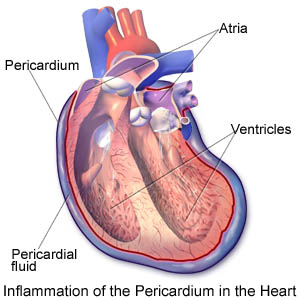 Atria
Pericardium
Ventricles
Pericardial
fluid
Inflammation of the Pericardium in the Heart